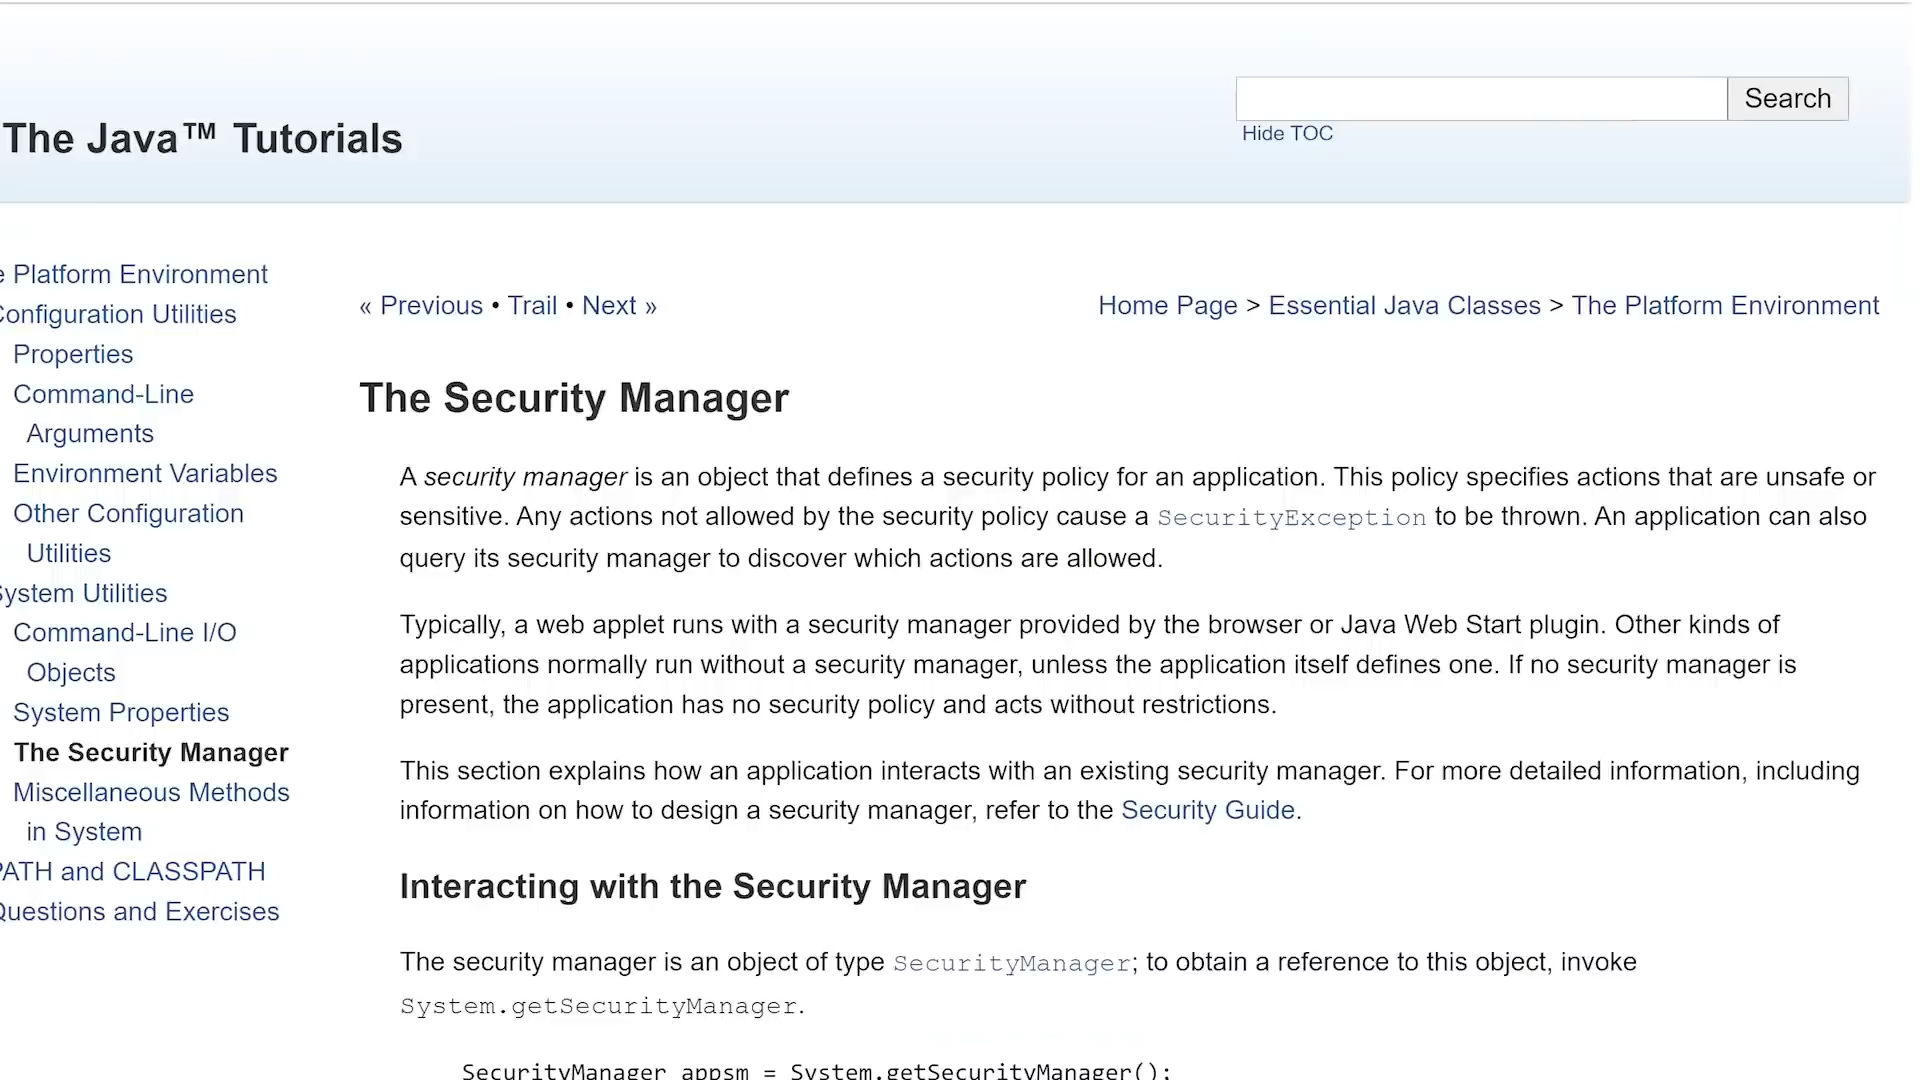 Search
Hide TOC
The Java™ Tutorials
e Platform Environment
Configuration Utilities
Properties
Command-Line
Arguments
Environment Variables
Other Configuration
Utilities
System Utilities
Command-Line I/O
Objects
System Properties
The Security Manager
Miscellaneous Methods
in System
PATH and CLASSPATH
Questions and Exercises
« Previous • Trail • Next »
Home Page > Essential Java Classes > The Platform Environment
The Security Manager
A security manager is an object that defines a security policy for an application. This policy specifies actions that are unsafe or
sensitive. Any actions not allowed by the security policy cause a SecurityException to be thrown. An application can also
query its security manager to discover which actions are allowed.
Typically, a web applet runs with a security manager provided by the browser or Java Web Start plugin. Other kinds of
applications normally run without a security manager, unless the application itself defines one. If no security manager is
present, the application has no security policy and acts without restrictions.
This section explains how an application interacts with an existing security manager. For more detailed information, including
information on how to design a security manager, refer to the Security Guide.
Interacting with the Security Manager
The security manager is an object of type SecurityManager; to obtain a reference to this object, invoke
System.getSecurityManager.
SecurityManager appsm = System.getSecurityManager();